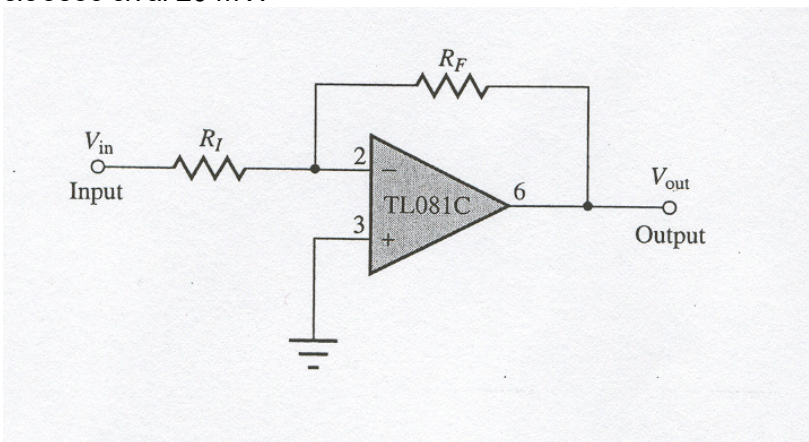 R_F
V_in
R_I
Input
2
−
TL081C
3
+
6
V_out
Output